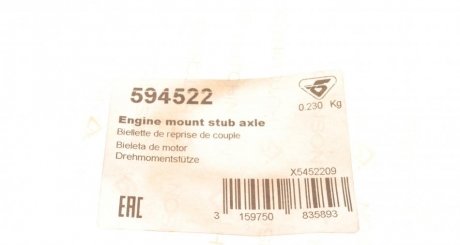 594522
0.230 Kg
Engine mount stub axle
Biellette de reprise de couple
Bieleta de motor
Drehmomentstütze
X5452209
EAC
3 159750 835893